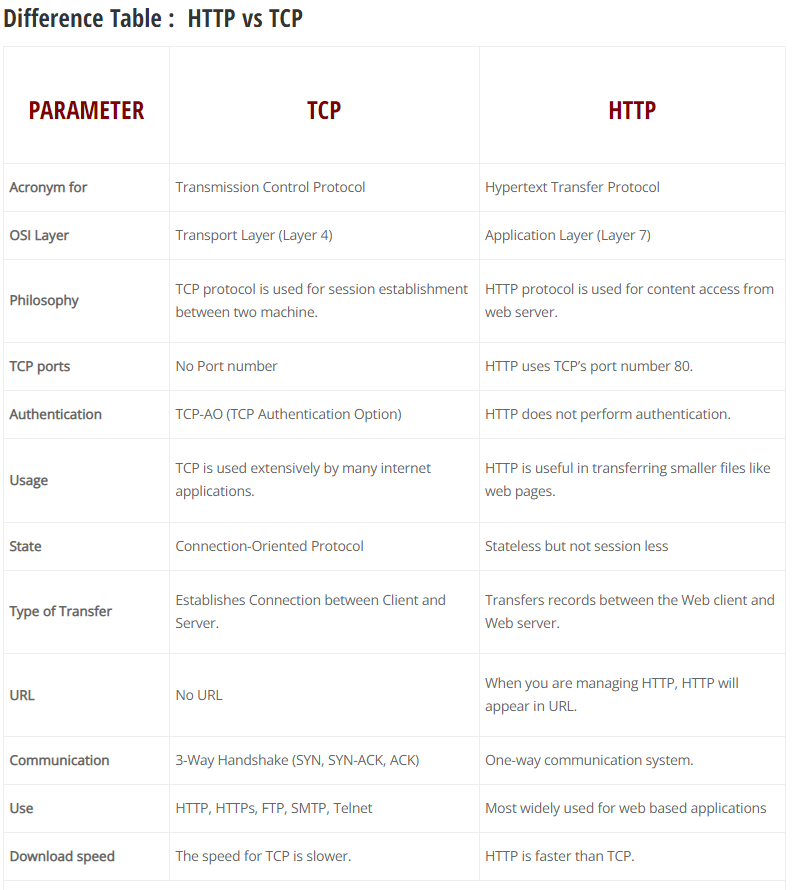 Difference Table :  HTTP vs TCP
PARAMETER TCP HTTP
Acronym for Transmission Control Protocol Hypertext Transfer Protocol
OSI Layer Transport Layer (Layer 4) Application Layer (Layer 7)
Philosophy
TCP protocol is used for session establishment
between two machine.
HTTP protocol is used for content access from
web server.
TCP ports No Port number HTTP uses TCP’s port number 80.
Authentication TCP-AO (TCP Authentication Option) HTTP does not perform authentication.
Usage
TCP is used extensively by many internet
applications.
HTTP is useful in transferring smaller files like
web pages.
State Connection-Oriented Protocol Stateless but not session less
Type of Transfer
Establishes Connection between Client and
Server.
Transfers records between the Web client and
Web server.
URL
No URL
When you are managing HTTP, HTTP will
appear in URL.
Communication 3-Way Handshake (SYN, SYN-ACK, ACK) One-way communication system.
Use HTTP, HTTPs, FTP, SMTP, Telnet Most widely used for web based applications
Download speed The speed for TCP is slower. HTTP is faster than TCP.